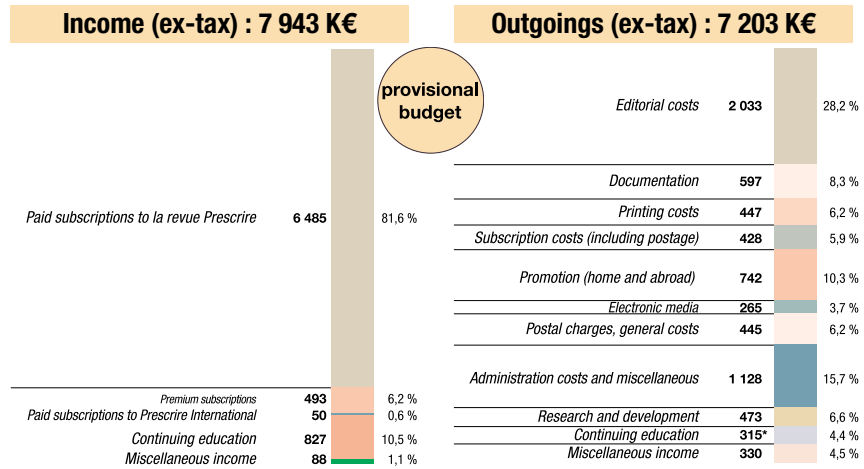 Income (ex-tax) : 7 943 K€
Outgoings (ex-tax) : 7 203 K€
provisional
budget
Paid subscriptions to la revue Prescrire 6 485 81,6 %
Premium subscriptions 493 6,2 %
Paid subscriptions to Prescrire International 50 0,6 %
Continuing education 827 10,5 %
Miscellaneous income 88 1,1 %
Editorial costs 2 033 28,2 %
Documentation 597 8,3 %
Printing costs 447 6,2 %
Subscription costs (including postage) 428 5,9 %
Promotion (home and abroad) 742 10,3 %
Electronic media 265 3,7 %
Postal charges, general costs 445 6,2 %
Administration costs and miscellaneous 1 128 15,7 %
Research and development 473 6,6 %
Continuing education 315* 4,4 %
Miscellaneous income 330 4,5 %